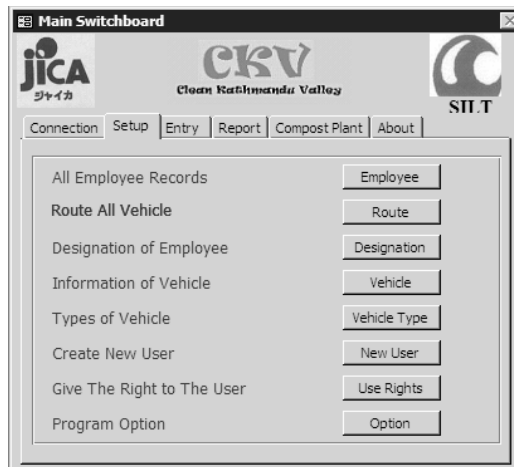 Main Switchboard
JICA
ジャイカ
CKV
Clean Kathmandu Valley
SILT
Connection Setup Entry Report Compost Plant About
All Employee Records Employee
Route All Vehicle Route
Designation of Employee Designation
Information of Vehicle Vehicle
Types of Vehicle Vehicle Type
Create New User New User
Give The Right to The User Use Rights
Program Option Option